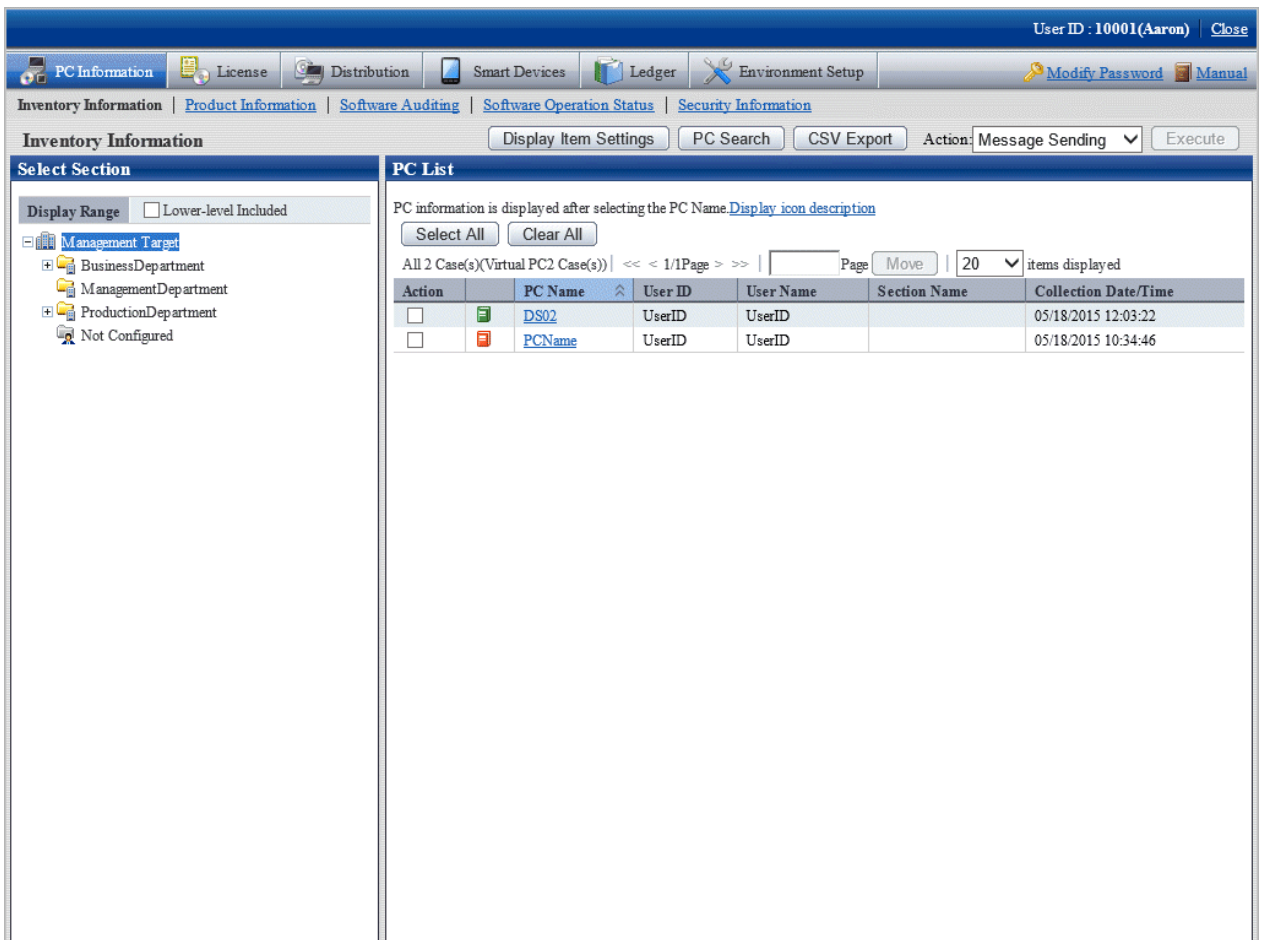 User ID : 10001(Aaron) Close
PC Information License Distribution Smart Devices Ledger Environment Setup Modify Password Manual
Inventory Information | Product Information | Software Auditing | Software Operation Status | Security Information
Inventory Information Display Item Settings PC Search CSV Export Action: Message Sending Execute
Select Section
Display Range Lower-level Included
Management Target
BusinessDepartment
ManagementDepartment
ProductionDepartment
Not Configured
PC List
PC information is displayed after selecting the PC Name.Display icon description
Select All Clear All
All 2 Case(s)(Virtual PC2 Case(s)) | << < 1/1Page > >> | Page Move | 20 items displayed
Action PC Name User ID User Name Section Name Collection Date/Time
DS02 UserID UserID 05/18/2015 12:03:22
PCName UserID UserID 05/18/2015 10:34:46